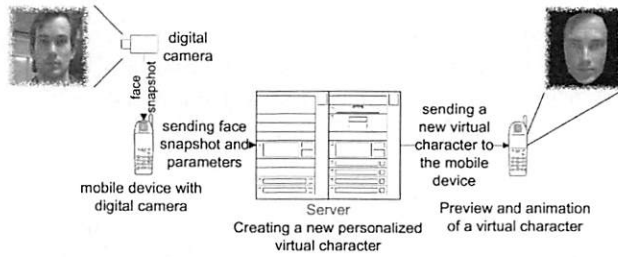 digital
camera
face
snapshot
sending face
snapshot and
parameters
mobile device with
digital camera
Server
Creating a new personalized
virtual character
sending a
new virtual
character to
the mobile
device
Preview and animation
of a virtual character